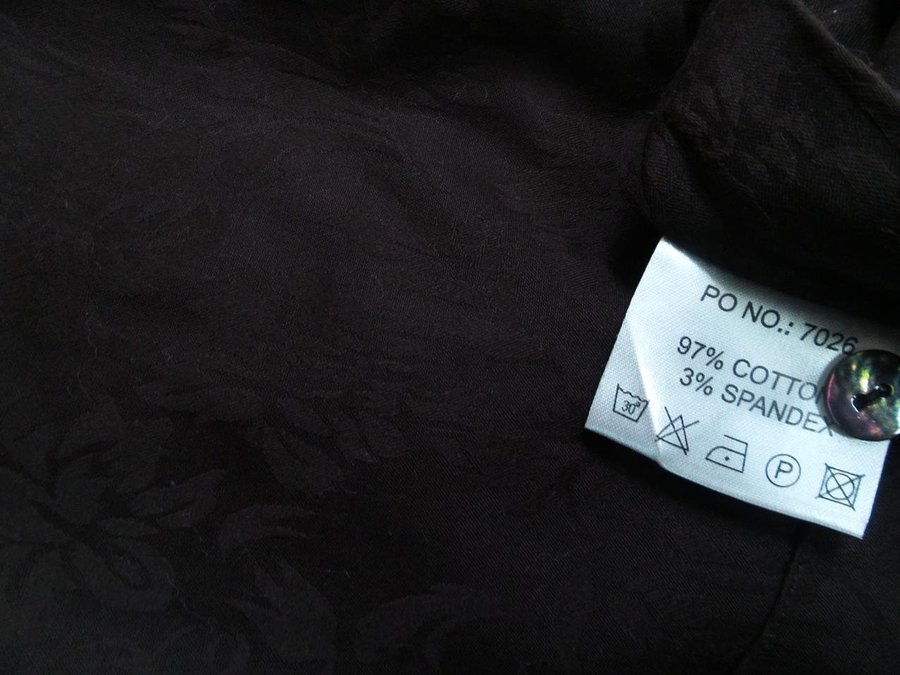 PO NO.: 7026
97% COTTO
3% SPANDEX
30°
P